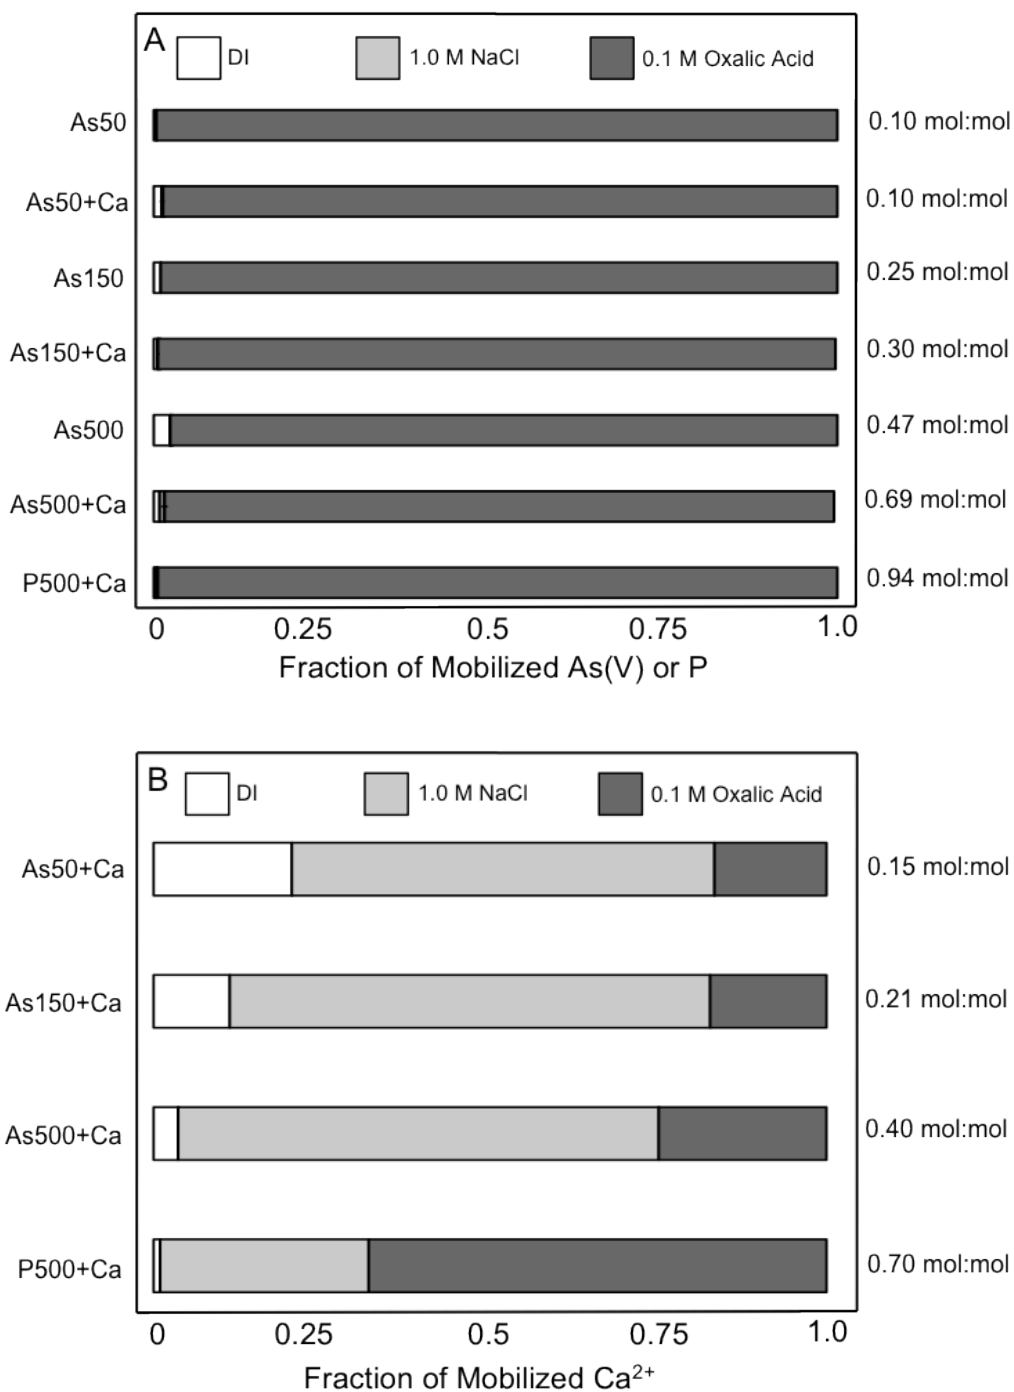 A
DI
1.0 M NaCl
0.1 M Oxalic Acid
As50
0.10 mol:mol
As50+Ca
0.10 mol:mol
As150
0.25 mol:mol
As150+Ca
0.30 mol:mol
As500
0.47 mol:mol
As500+Ca
0.69 mol:mol
P500+Ca
0.94 mol:mol
0 0.25 0.5 0.75 1.0
Fraction of Mobilized As(V) or P
B
DI
1.0 M NaCl
0.1 M Oxalic Acid
As50+Ca
0.15 mol:mol
As150+Ca
0.21 mol:mol
As500+Ca
0.40 mol:mol
P500+Ca
0.70 mol:mol
0 0.25 0.5 0.75 1.0
Fraction of Mobilized Ca²⁺